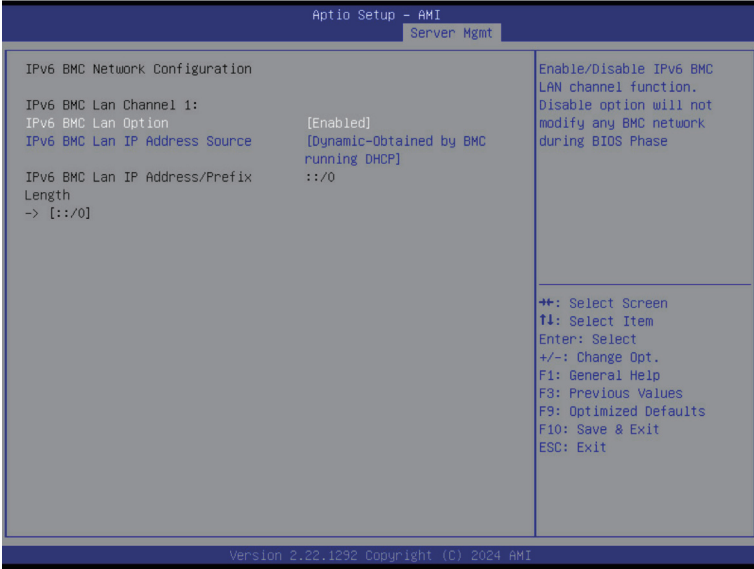 Aptio Setup – AMI
Server Mgmt
IPv6 BMC Network Configuration
IPv6 BMC Lan Channel 1:
IPv6 BMC Lan Option [Enabled]
IPv6 BMC Lan IP Address Source [Dynamic-Obtained by BMC
running DHCP]
IPv6 BMC Lan IP Address/Prefix ::/0
Length
-> [::/0]
Enable/Disable IPv6 BMC
LAN channel function.
Disable option will not
modify any BMC network
during BIOS Phase
→←: Select Screen
↑↓: Select Item
Enter: Select
+/-: Change Opt.
F1: General Help
F3: Previous Values
F9: Optimized Defaults
F10: Save & Exit
ESC: Exit
Version 2.22.1292 Copyright (C) 2024 AMI